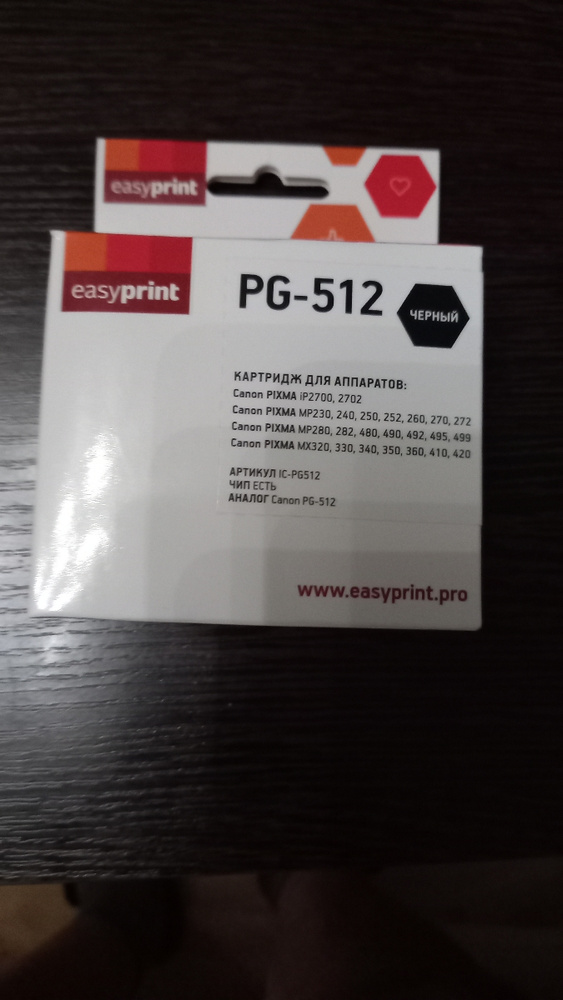 easyprint
easyprint
PG-512
ЧЕРНЫЙ
КАРТРИДЖ ДЛЯ АППАРАТОВ:
Canon PIXMA iP2700, 2702
Canon PIXMA MP230, 240, 250, 252, 260, 270, 272
Canon PIXMA MP280, 282, 480, 490, 492, 495, 499
Canon PIXMA MX320, 330, 340, 350, 360, 410, 420
АРТИКУЛ IC-PG512
ЧИП ЕСТЬ
АНАЛОГ Canon PG-512
www.easyprint.pro